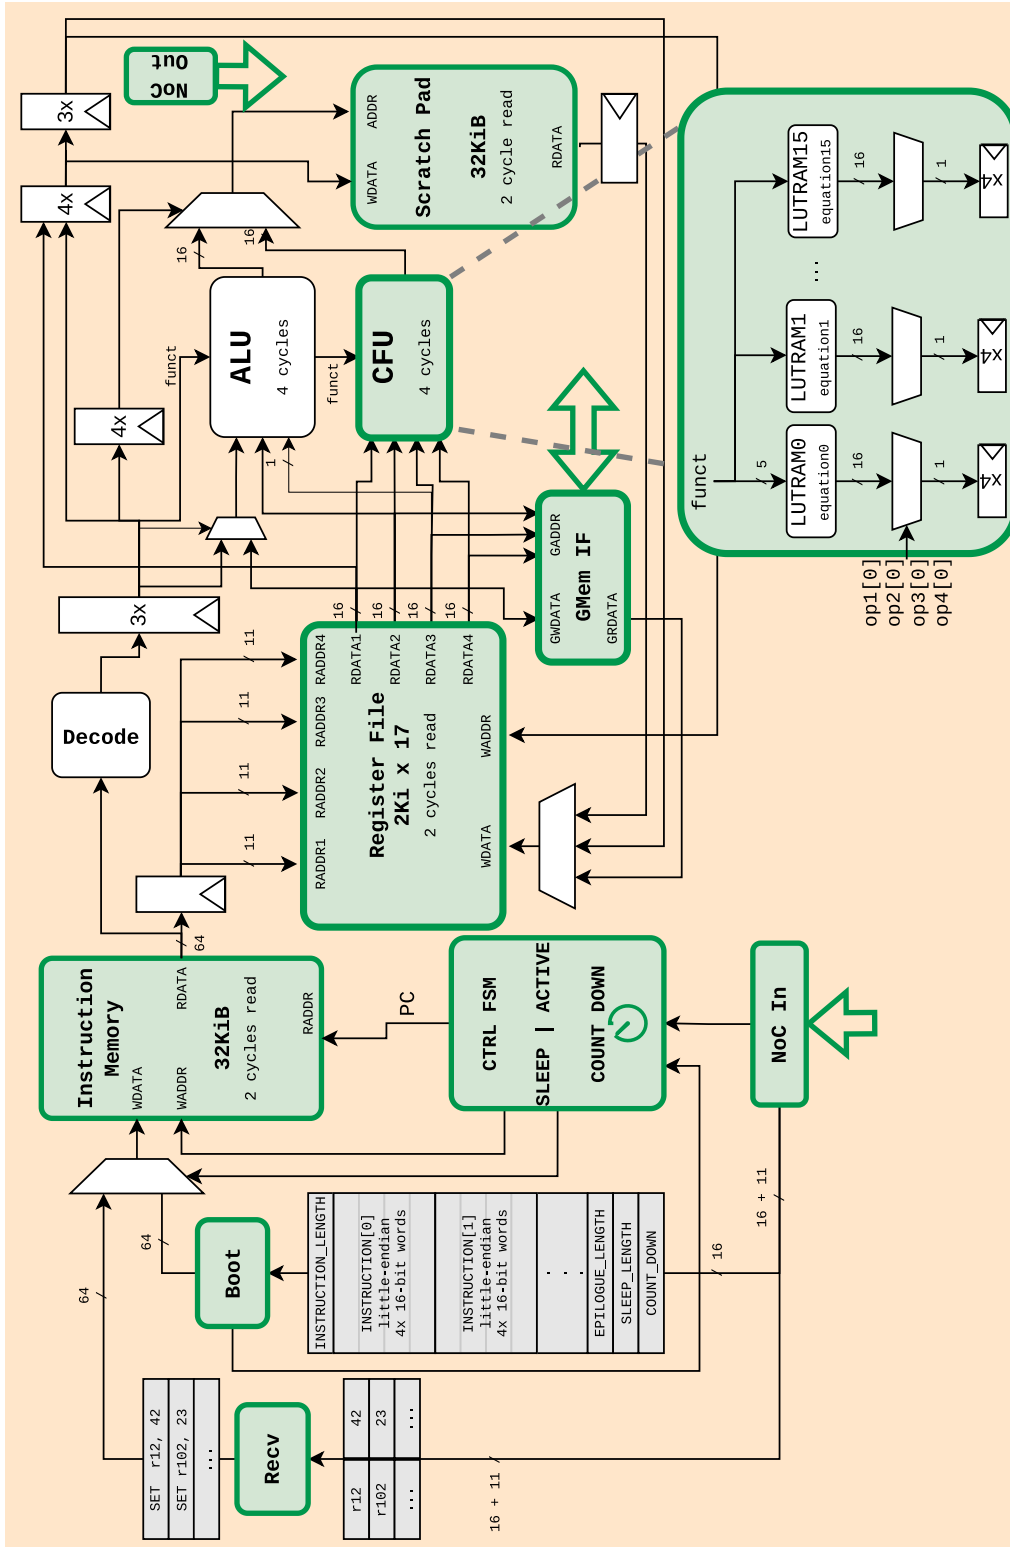 SET r12, 42
SET r102, 23
...
Recv
r12
42
r102
23
...
...
16 + 11
64
64
Boot
INSTRUCTION_LENGTH
INSTRUCTION[0]
little-endian
4x 16-bit words
INSTRUCTION[1]
little-endian
4x 16-bit words
. . .
EPILOGUE_LENGTH
SLEEP_LENGTH
COUNT_DOWN
16
16 + 11
Instruction
Memory
32KiB
2 cycles read
WDATA
WADDR
RDATA
RADDR
64
PC
CTRL FSM
SLEEP | ACTIVE
COUNT DOWN
NoC In
Decode
3x
11
11
11
11
RADDR1
RADDR2
RADDR3
RADDR4
Register File
2Ki x 17
2 cycles read
RDATA1
RDATA2
RDATA3
RDATA4
WDATA
WADDR
16
16
16
16
GWDATA
GADDR
GMem IF
GRDATA
4x
funct
1
ALU
4 cycles
funct
CFU
4 cycles
16
16
4x
3x
NoC
Out
WDATA
ADDR
Scratch Pad
32KiB
2 cycle read
RDATA
funct
5
LUTRAM0
equation0
16
1
x4
LUTRAM1
equation1
16
1
x4
...
LUTRAM15
equation15
16
1
x4
op1[0]
op2[0]
op3[0]
op4[0]